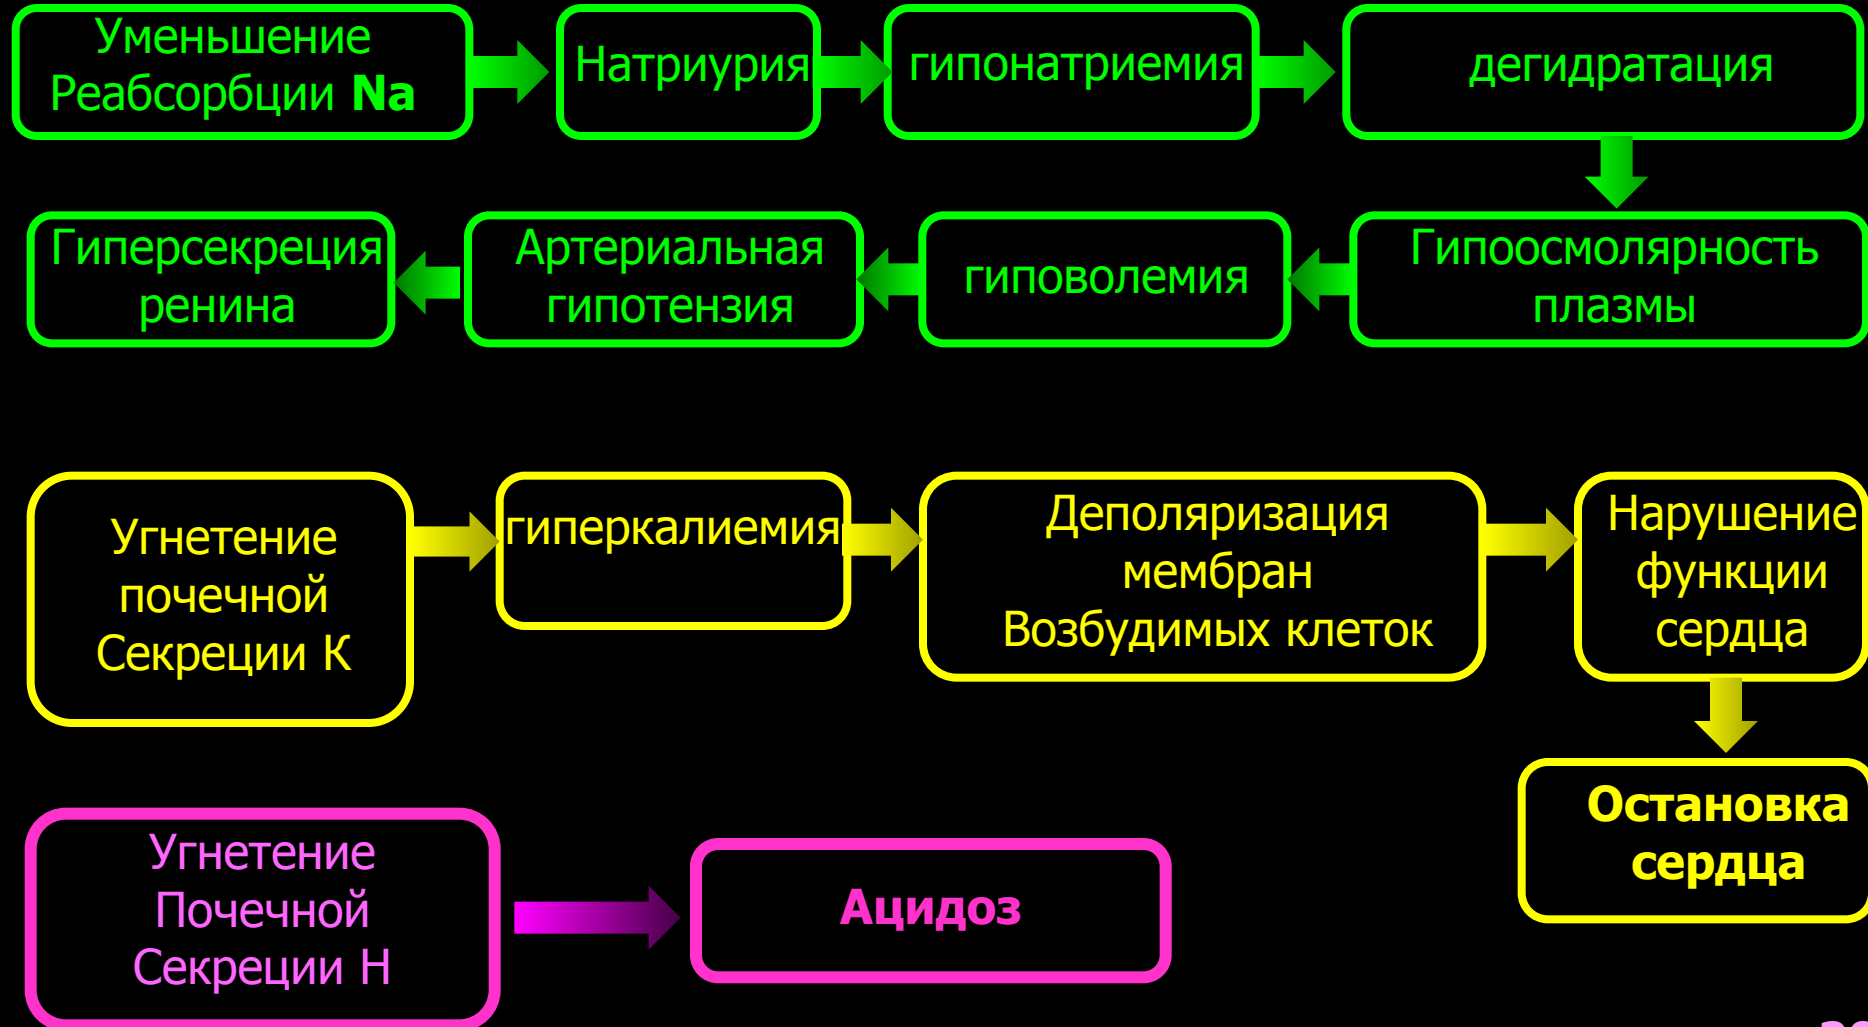 Уменьшение
Реабсорбции Na
Натриурия
гипонатриемия
дегидратация
Гиперсекреция
ренина
Артериальная
гипотензия
гиповолемия
Гипоосмолярность
плазмы
Угнетение
почечной
Секреции К
гиперкалиемия
Деполяризация
мембран
Возбудимых клеток
Нарушение
функции
сердца
Остановка
сердца
Угнетение
Почечной
Секреции Н
Ацидоз